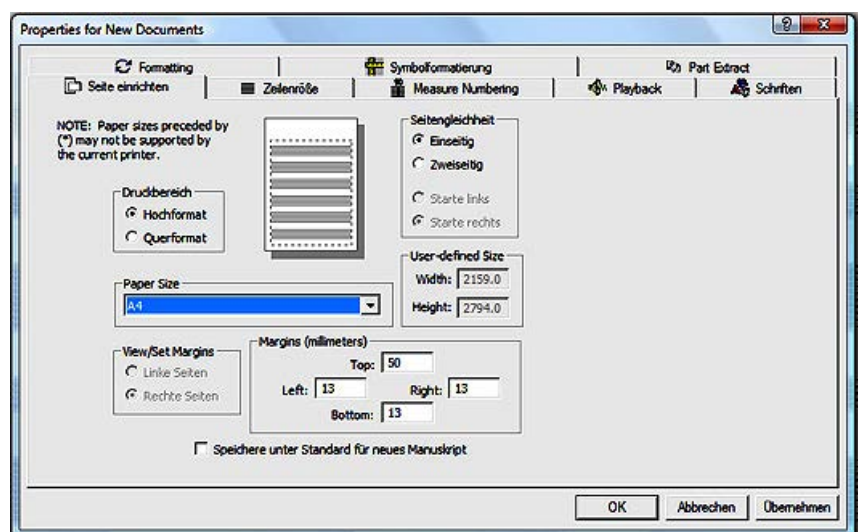 Properties for New Documents
Formatting
Symbolformatierung
Part Extract
Seite einrichten
Zeilenröße
Measure Numbering
Playback
Schriften
NOTE: Paper sizes preceded by
(*) may not be supported by
the current printer.
Druckbereich
Hochformat
Querformat
Seitengleichheit
Einseitig
Zweiseitig
Starte links
Starte rechts
User-defined Size
Width: 2159.0
Height: 2794.0
Paper Size
A4
View/Set Margins
Linke Seiten
Rechte Seiten
Margins (milimeters)
Top: 50
Left: 13 Right: 13
Bottom: 13
Speichere unter Standard für neues Manuskript
OK
Abbrechen
Übernehmen